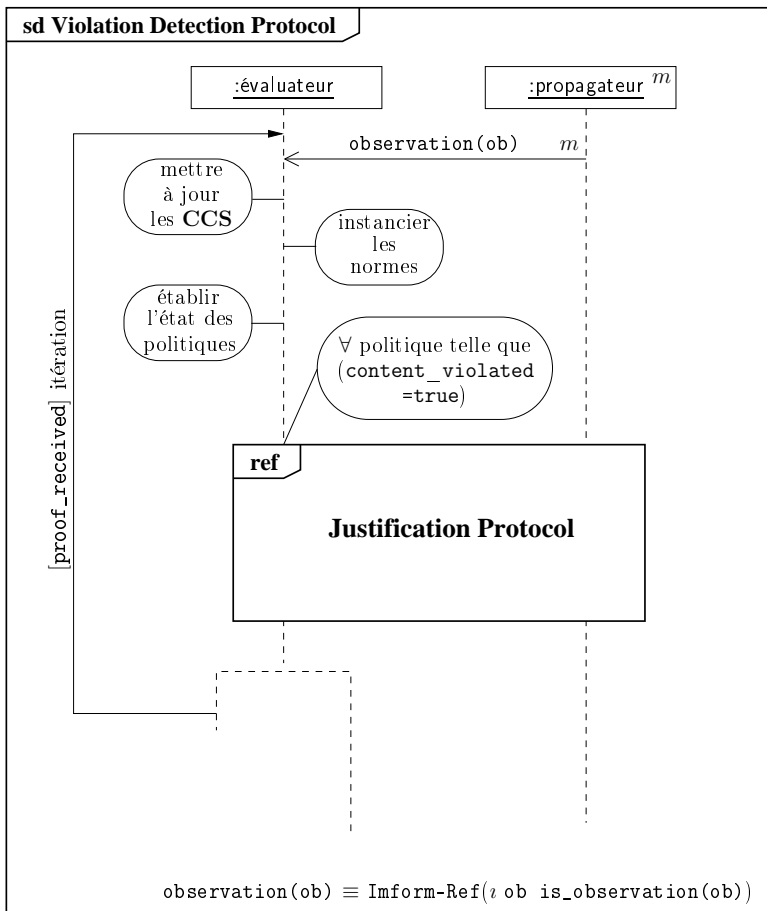 sd Violation Detection Protocol
:évaluateur
:propagateur m
observation(ob) m
mettre
à jour
les CCS
instancier
les
normes
établir
l'état des
politiques
∀ politique telle que
(content_violated
=true)
[proof_received] itération
ref
Justification Protocol
observation(ob) ≡ Imform-Ref(ı ob is_observation(ob))